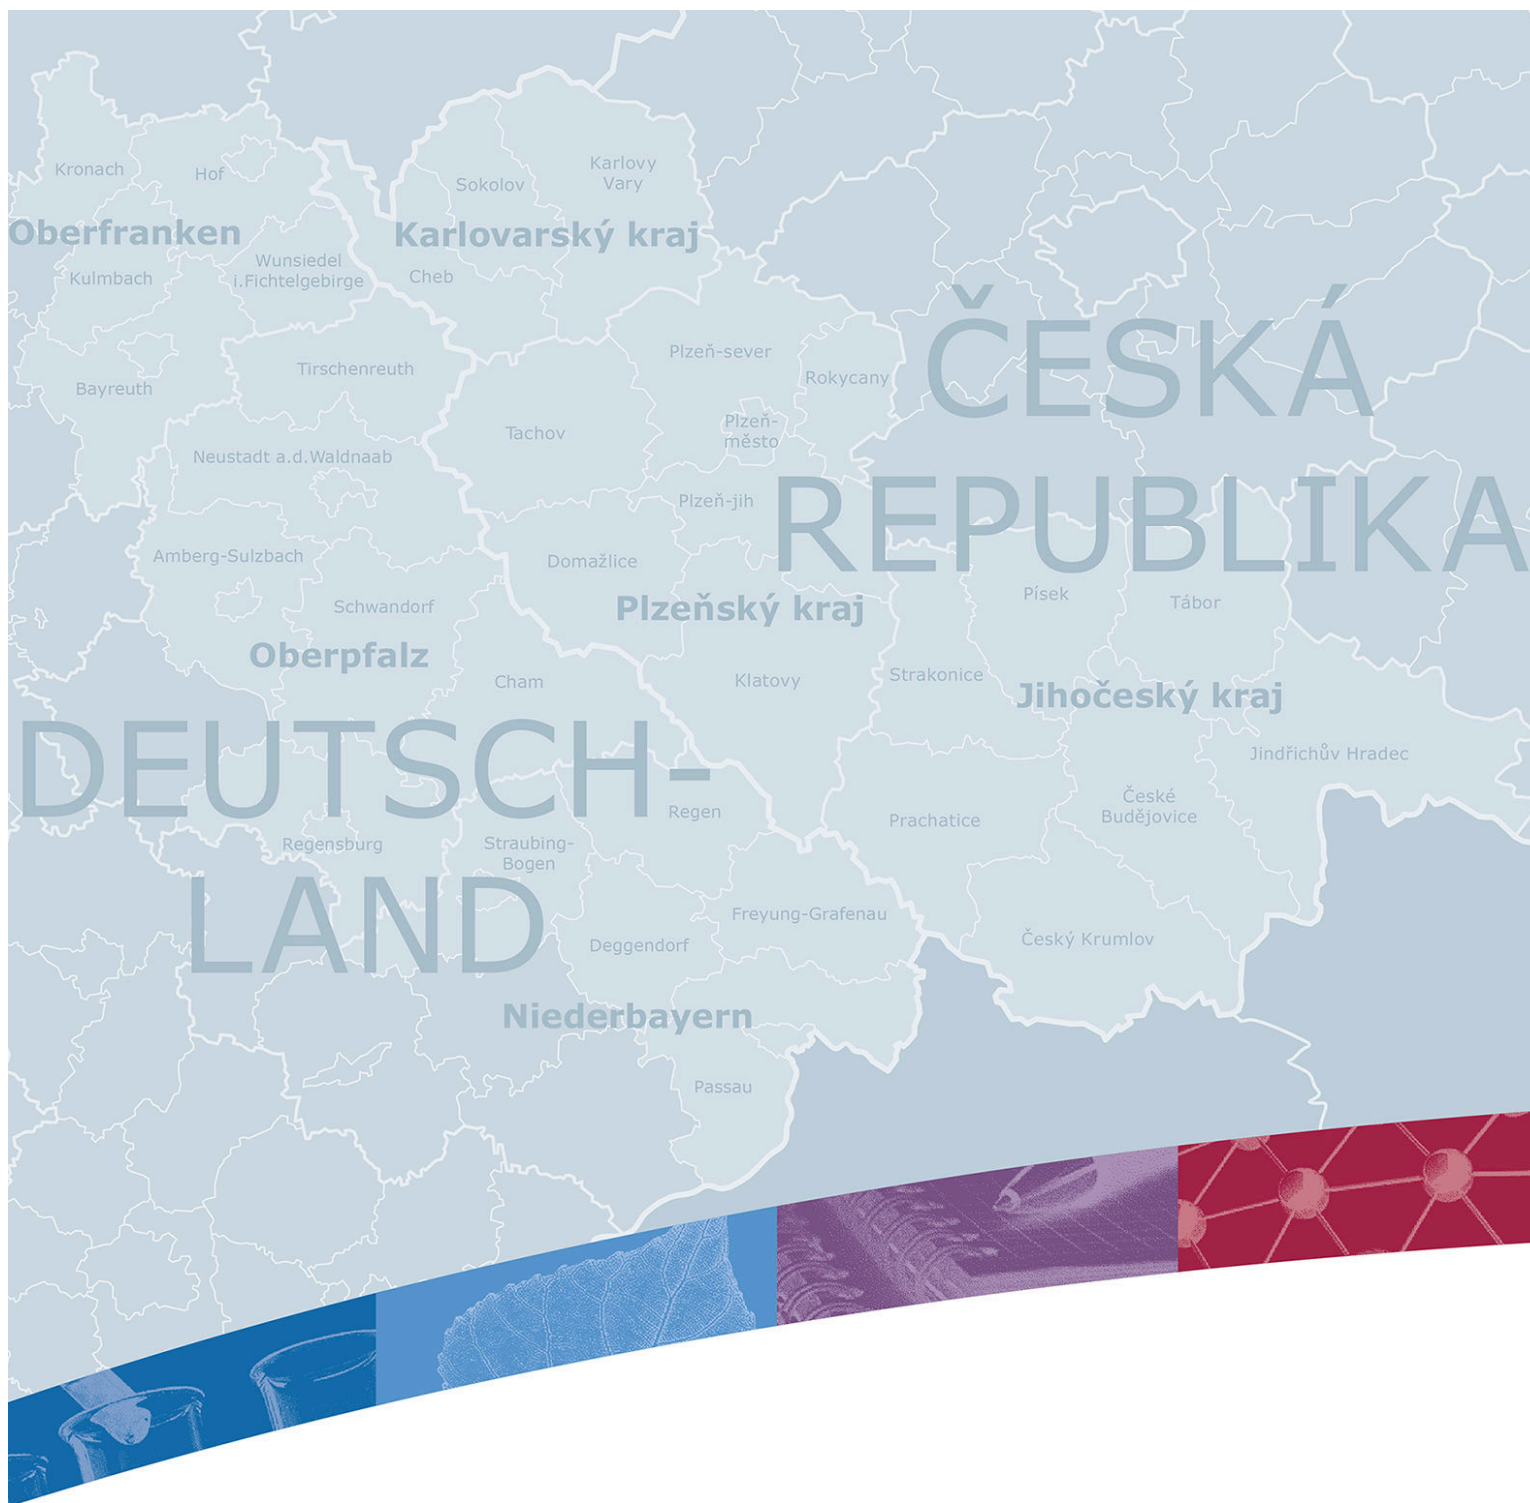 Kronach
Hof
Sokolov
Karlovy
Vary
Oberfranken
Karlovarský kraj
Kulmbach
Wunsiedel
i.Fichtelgebirge
Cheb
ČESKÁ
Bayreuth
Tirschenreuth
Plzeň-sever
Rokycany
Tachov
Plzeň-
město
Neustadt a.d.Waldnaab
Plzeň-jih
REPUBLIKA
Amberg-Sulzbach
Domažlice
Schwandorf
Plzeňský kraj
Písek
Tábor
Oberpfalz
Cham
Klatovy
Strakonice
Jihočeský kraj
DEUTSCH-
Jindřichův Hradec
Regen
Prachatice
České
Budějovice
Regensburg
Straubing-
Bogen
LAND
Freyung-Grafenau
Deggendorf
Český Krumlov
Niederbayern
Passau